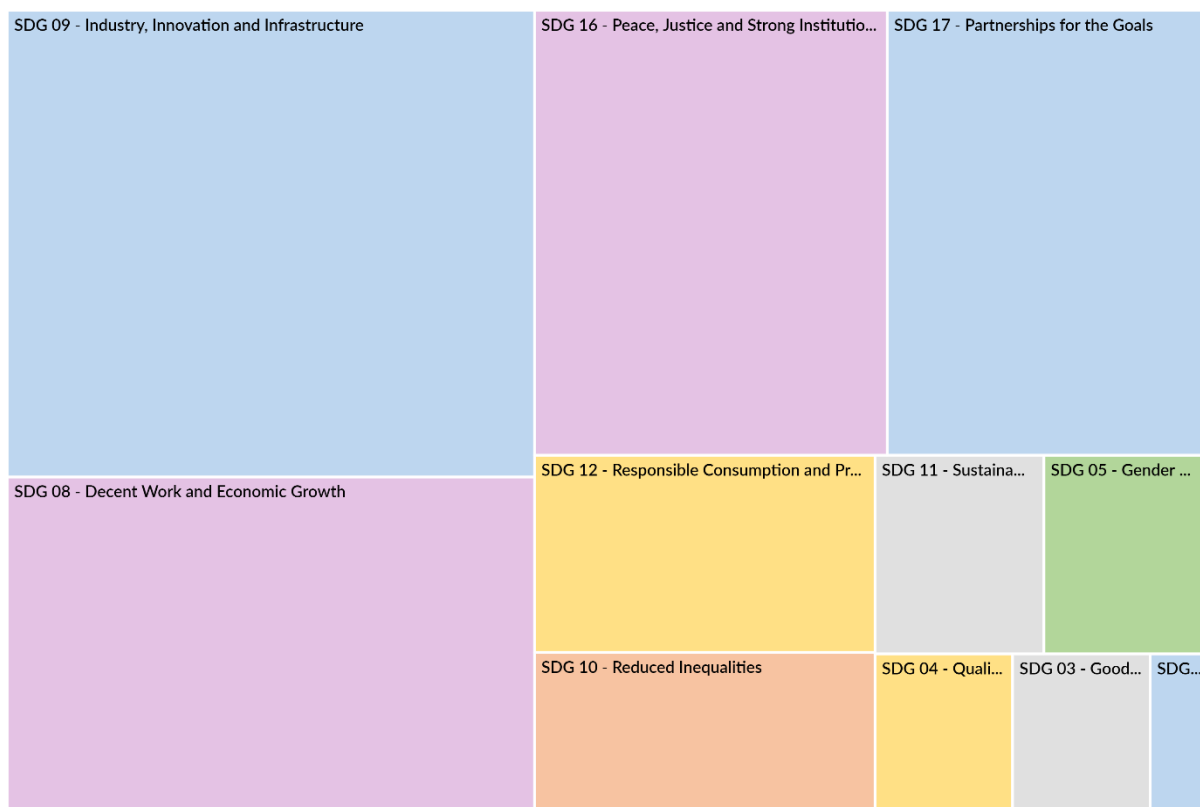 SDG 09 - Industry, Innovation and Infrastructure
SDG 16 - Peace, Justice and Strong Institutio...
SDG 17 - Partnerships for the Goals
SDG 08 - Decent Work and Economic Growth
SDG 12 - Responsible Consumption and Pr...
SDG 11 - Sustaina...
SDG 05 - Gender ...
SDG 10 - Reduced Inequalities
SDG 04 - Quali...
SDG 03 - Good...
SDG...